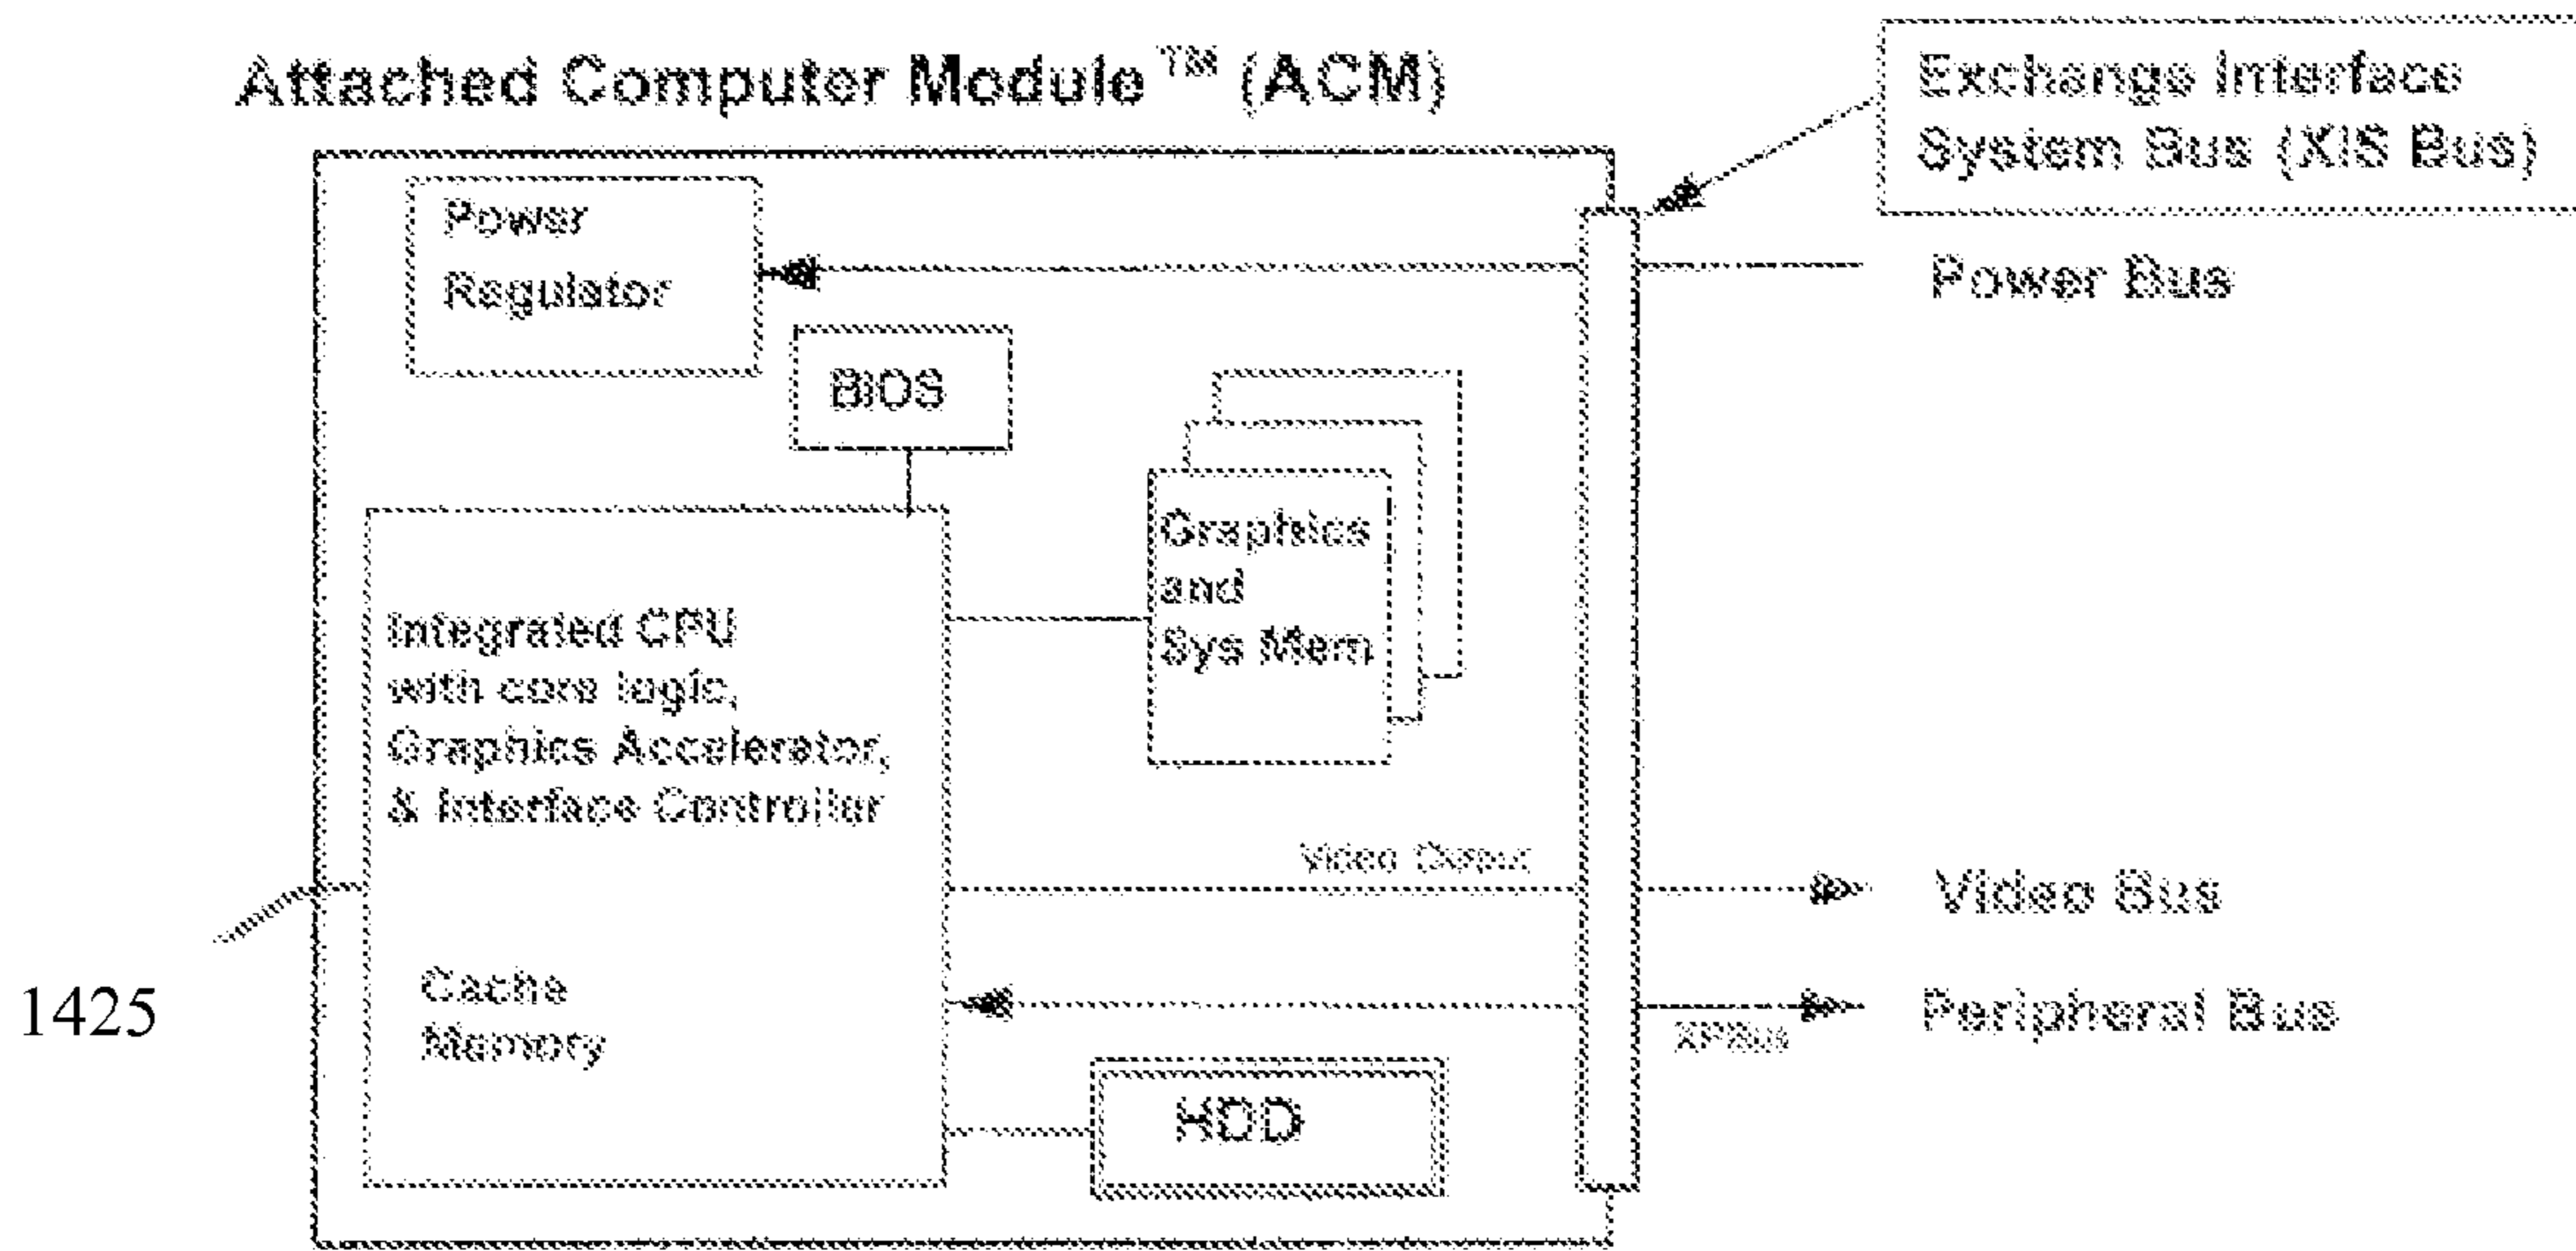 Attached Computer Module™ (ACM)
Exchange Interface
System Bus (XIS Bus)
Power
Regulator
Power Bus
BIOS
Graphics
and
Sys Mem
Integrated CPU
with core logic,
Graphics Accelerator,
& Interface Controller
Video Output
Video Bus
1425
Cache
Memory
Peripheral Bus
XPBus
HDD